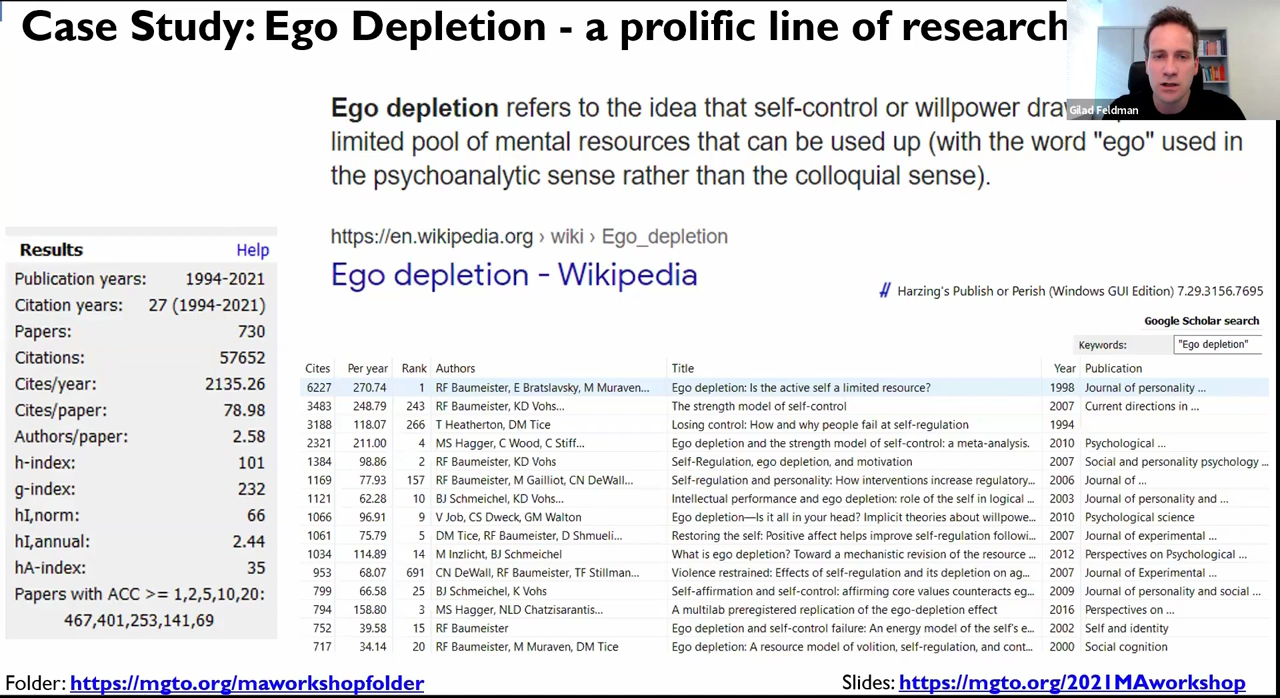 Case Study: Ego Depletion - a prolific line of research
Gilad Feldman
Ego depletion refers to the idea that self-control or willpower
limited pool of mental resources that can be used up (with the word "ego" used in
the psychoanalytic sense rather than the colloquial sense).
https://en.wikipedia.org › wiki › Ego_depletion
Ego depletion - Wikipedia
Results Help
Publication years: 1994-2021
Citation years: 27 (1994-2021)
Papers: 730
Citations: 57652
Cites/year: 2135.26
Cites/paper: 78.98
Authors/paper: 2.58
h-index: 101
g-index: 232
hI,norm: 66
hI,annual: 2.44
hA-index: 35
Papers with ACC >= 1,2,5,10,20:
467,401,253,141,69
Harzing's Publish or Perish (Windows GUI Edition) 7.29.3156.7695
Google Scholar search
Keywords: "Ego depletion"
Cites Per year Rank Authors Title Year Publication
6227 270.74 1 RF Baumeister, E Bratslavsky, M Muraven... Ego depletion: Is the active self a limited resource? 1998 Journal of personality ...
3483 248.79 243 RF Baumeister, KD Vohs... The strength model of self-control 2007 Current directions in ...
3188 118.07 266 T Heatherton, DM Tice Losing control: How and why people fail at self-regulation 1994
2321 211.00 4 MS Hagger, C Wood, C Stiff... Ego depletion and the strength model of self-control: a meta-analysis. 2010 Psychological ...
1384 98.86 2 RF Baumeister, KD Vohs Self-Regulation, ego depletion, and motivation 2007 Social and personality psychology ...
1169 77.93 157 RF Baumeister, M Gailliot, CN DeWall... Self-regulation and personality: How interventions increase regulatory... 2006 Journal of ...
1121 62.28 10 BJ Schmeichel, KD Vohs... Intellectual performance and ego depletion: role of the self in logical ... 2003 Journal of personality and ...
1066 96.91 9 V Job, CS Dweck, GM Walton Ego depletion—Is it all in your head? Implicit theories about willpowe... 2010 Psychological science
1061 75.79 5 DM Tice, RF Baumeister, D Shmueli... Restoring the self: Positive affect helps improve self-regulation followi... 2007 Journal of experimental ...
1034 114.89 14 M Inzlicht, BJ Schmeichel What is ego depletion? Toward a mechanistic revision of the resource ... 2012 Perspectives on Psychological ...
953 68.07 691 CN DeWall, RF Baumeister, TF Stillman... Violence restrained: Effects of self-regulation and its depletion on ag... 2007 Journal of Experimental ...
799 66.58 25 BJ Schmeichel, K Vohs Self-affirmation and self-control: affirming core values counteracts eg... 2009 Journal of personality and social ...
794 158.80 3 MS Hagger, NLD Chatzisarantis... A multilab preregistered replication of the ego-depletion effect 2016 Perspectives on ...
752 39.58 15 RF Baumeister Ego depletion and self-control failure: An energy model of the self's e... 2002 Self and identity
717 34.14 20 RF Baumeister, M Muraven, DM Tice Ego depletion: A resource model of volition, self-regulation, and cont... 2000 Social cognition
Folder: https://mgto.org/maworkshopfolder
Slides: https://mgto.org/2021MAworkshop